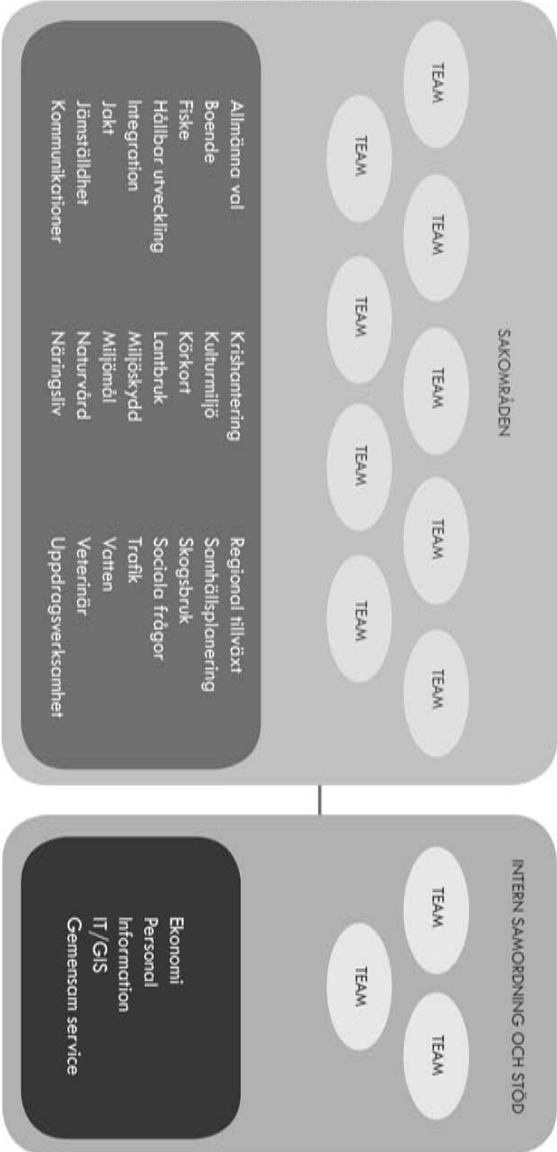 SAKOMRÅDEN
TEAM
TEAM
TEAM
TEAM
TEAM
TEAM
TEAM
TEAM
TEAM
Allmänna val
Boende
Fiske
Hållbar utveckling
Integration
Jakt
Jämställdhet
Kommunikationer
Krishantering
Kulturmiljö
Körkort
Lantbruk
Miljöskydd
Miljömål
Naturvård
Näringsliv
Regional tillväxt
Samhällsplanering
Skogsbruk
Sociala frågor
Trafik
Vatten
Veterinär
Uppdragsverksamhet
INTERN SAMORDNING OCH STÖD
TEAM
TEAM
TEAM
Ekonomi
Personal
Information
IT/GIS
Gemensam service